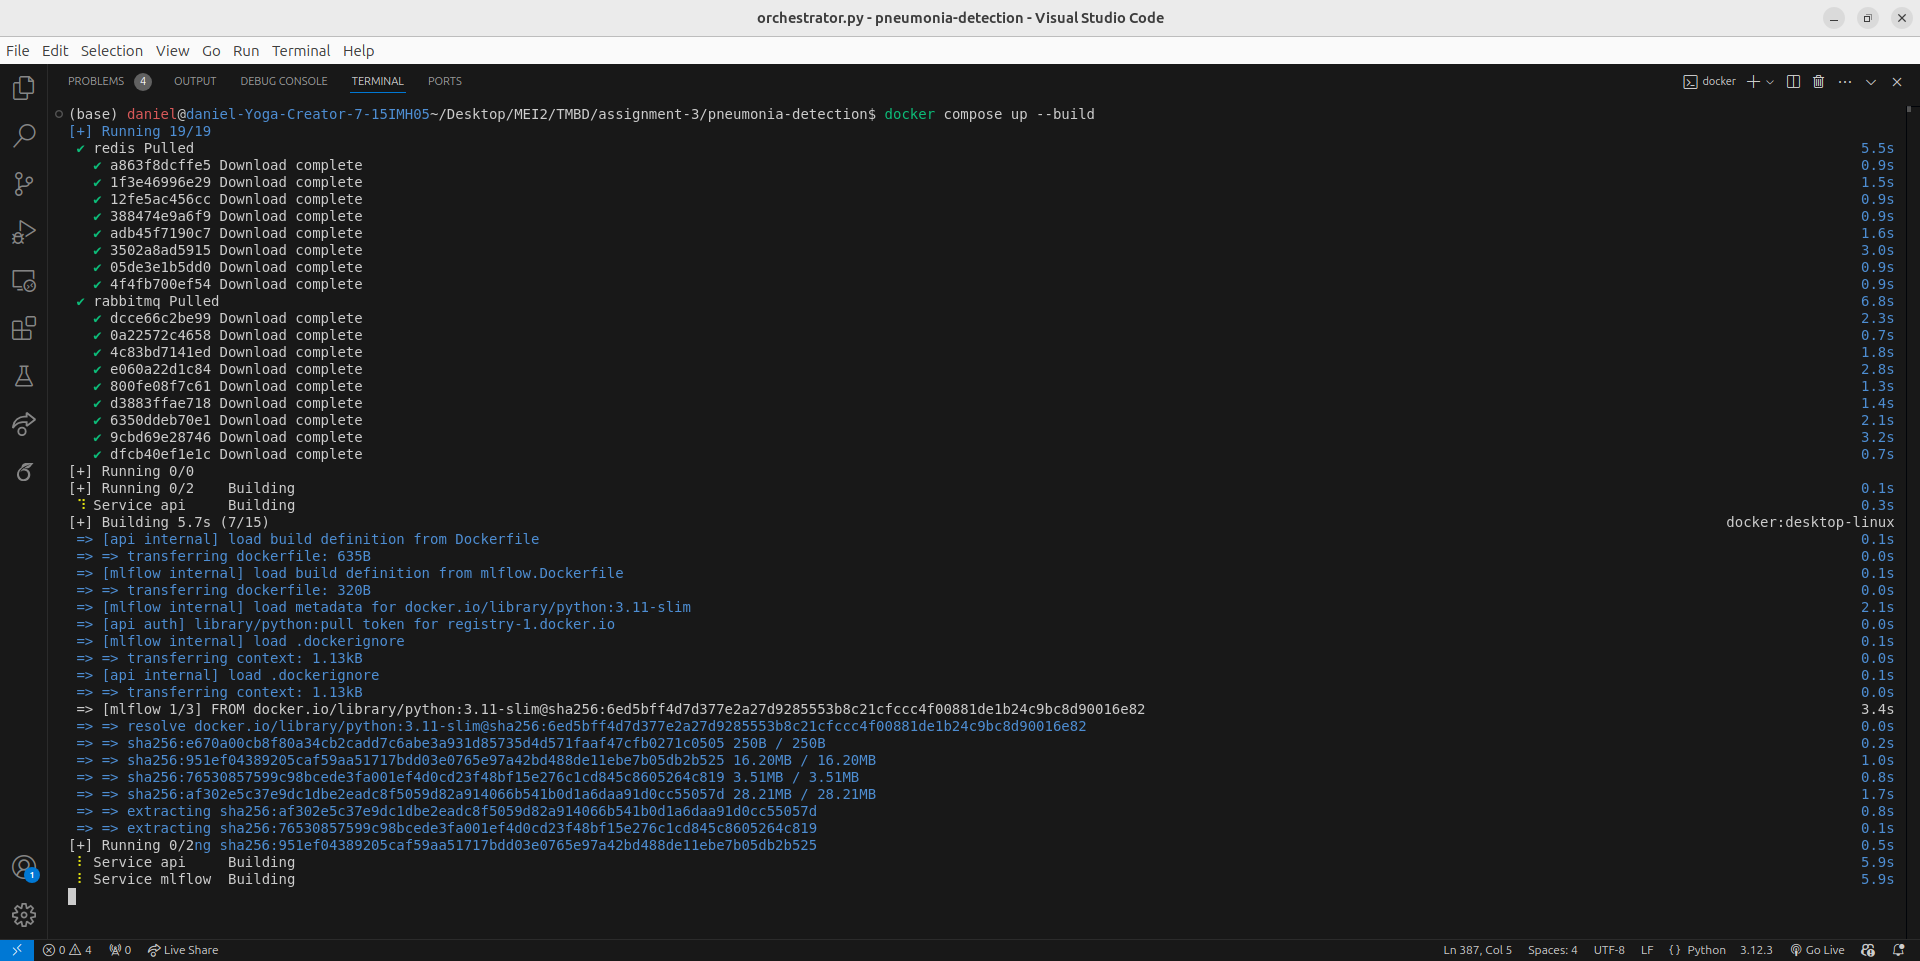 orchestrator.py - pneumonia-detection - Visual Studio Code
File Edit Selection View Go Run Terminal Help
PROBLEMS 4 OUTPUT DEBUG CONSOLE TERMINAL PORTS docker
(base) daniel@daniel-Yoga-Creator-7-15IMH05~/Desktop/MEI2/TMBD/assignment-3/pneumonia-detection$ docker compose up --build
[+] Running 19/19
✔ redis Pulled 5.5s
✔ a863f8dcffe5 Download complete 0.9s
✔ 1f3e46996e29 Download complete 1.5s
✔ 12fe5ac456cc Download complete 0.9s
✔ 388474e9a6f9 Download complete 0.9s
✔ adb45f7190c7 Download complete 1.6s
✔ 3502a8ad5915 Download complete 3.0s
✔ 05de3e1b5dd0 Download complete 0.9s
✔ 4f4fb700ef54 Download complete 0.9s
✔ rabbitmq Pulled 6.8s
✔ dcce66c2be99 Download complete 2.3s
✔ 0a22572c4658 Download complete 0.7s
✔ 4c83bd7141ed Download complete 1.8s
✔ e060a22d1c84 Download complete 2.8s
✔ 800fe08f7c61 Download complete 1.3s
✔ d3883ffae718 Download complete 1.4s
✔ 6350ddeb70e1 Download complete 2.1s
✔ 9cbd69e28746 Download complete 3.2s
✔ dfcb40ef1e1c Download complete 0.7s
[+] Running 0/0
[+] Running 0/2 Building 0.1s
Service api Building 0.3s
[+] Building 5.7s (7/15) docker:desktop-linux
=> [api internal] load build definition from Dockerfile 0.1s
=> => transferring dockerfile: 635B 0.0s
=> [mlflow internal] load build definition from mlflow.Dockerfile 0.1s
=> => transferring dockerfile: 320B 0.0s
=> [mlflow internal] load metadata for docker.io/library/python:3.11-slim 2.1s
=> [api auth] library/python:pull token for registry-1.docker.io 0.0s
=> [mlflow internal] load .dockerignore 0.1s
=> => transferring context: 1.13kB 0.0s
=> [api internal] load .dockerignore 0.1s
=> => transferring context: 1.13kB 0.0s
=> [mlflow 1/3] FROM docker.io/library/python:3.11-slim@sha256:6ed5bff4d7d377e2a27d9285553b8c21cfccc4f00881de1b24c9bc8d90016e82 3.4s
=> => resolve docker.io/library/python:3.11-slim@sha256:6ed5bff4d7d377e2a27d9285553b8c21cfccc4f00881de1b24c9bc8d90016e82 0.0s
=> => sha256:e670a00cb8f80a34cb2cadd7c6abe3a931d85735d4d571faaf47cfb0271c0505 250B / 250B 0.2s
=> => sha256:951ef04389205caf59aa51717bdd03e0765e97a42bd488de11ebe7b05db2b525 16.20MB / 16.20MB 1.0s
=> => sha256:76530857599c98bcede3fa001ef4d0cd23f48bf15e276c1cd845c8605264c819 3.51MB / 3.51MB 0.8s
=> => sha256:af302e5c37e9dc1dbe2eadc8f5059d82a914066b541b0d1a6daa91d0cc55057d 28.21MB / 28.21MB 1.7s
=> => extracting sha256:af302e5c37e9dc1dbe2eadc8f5059d82a914066b541b0d1a6daa91d0cc55057d 0.8s
=> => extracting sha256:76530857599c98bcede3fa001ef4d0cd23f48bf15e276c1cd845c8605264c819 0.1s
[+] Running 0/2ng sha256:951ef04389205caf59aa51717bdd03e0765e97a42bd488de11ebe7b05db2b525 0.5s
Service api Building 5.9s
Service mlflow Building 5.9s
1
0 4 0 Live Share Ln 387, Col 5 Spaces: 4 UTF-8 LF {} Python 3.12.3 Go Live